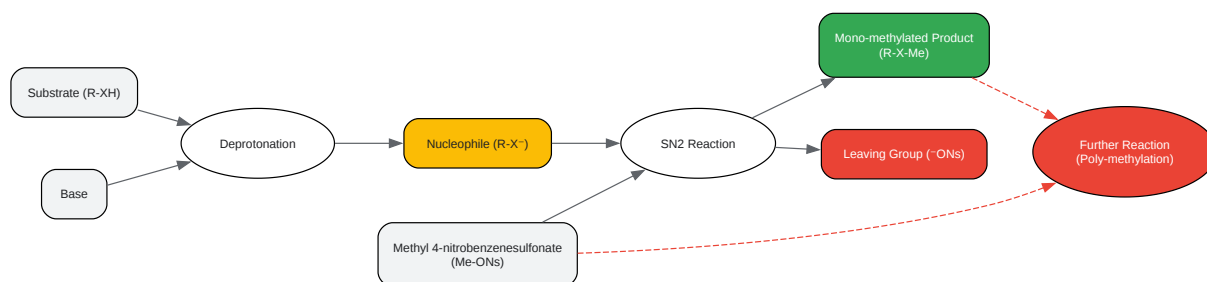 Mono-methylated Product
(R-X-Me)
Substrate (R-XH)
Deprotonation
Nucleophile (R-X⁻)
SN2 Reaction
Leaving Group (⁻ONs)
Further Reaction
(Poly-methylation)
Base
Methyl 4-nitrobenzenesulfonate
(Me-ONs)